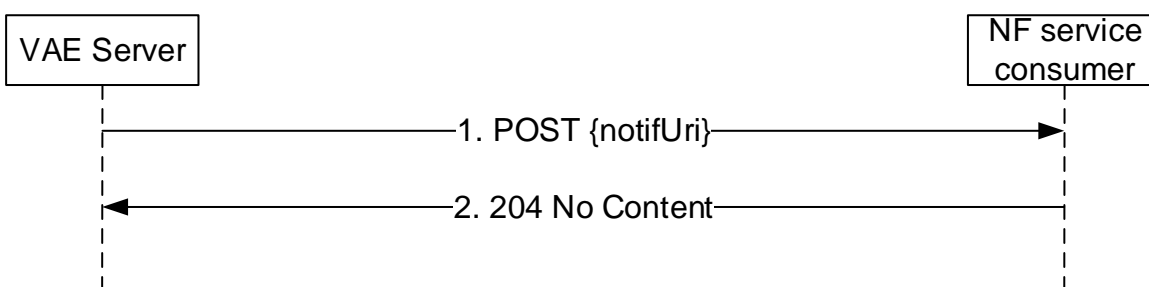 VAE Server
NF service
consumer
1. POST {notifUri}
2. 204 No Content